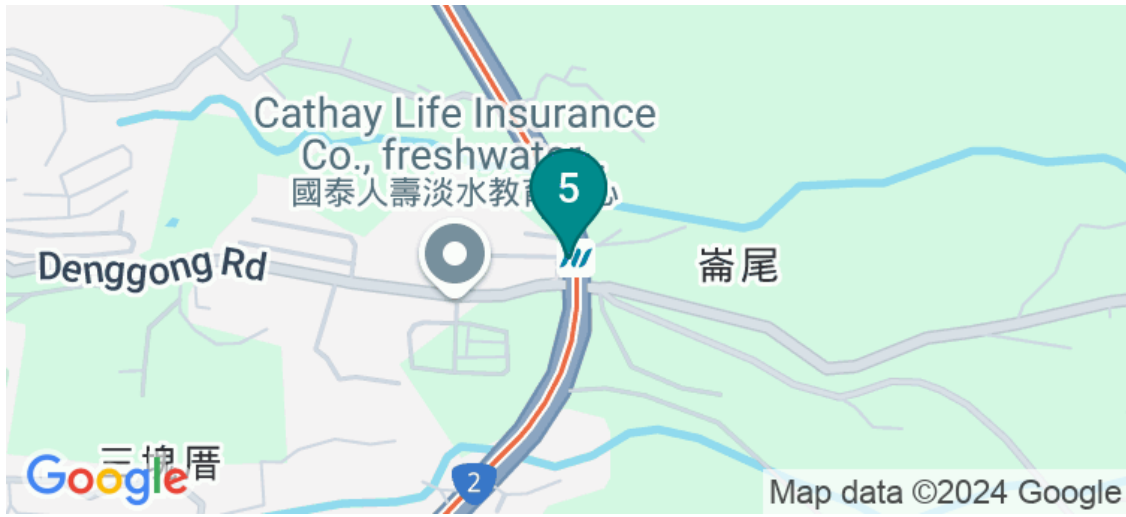 Cathay Life Insurance
Co., freshwater...
國泰人壽淡水教育
心
5
Denggong Rd
崙尾
三塊厝
Google
2
Map data ©2024 Google